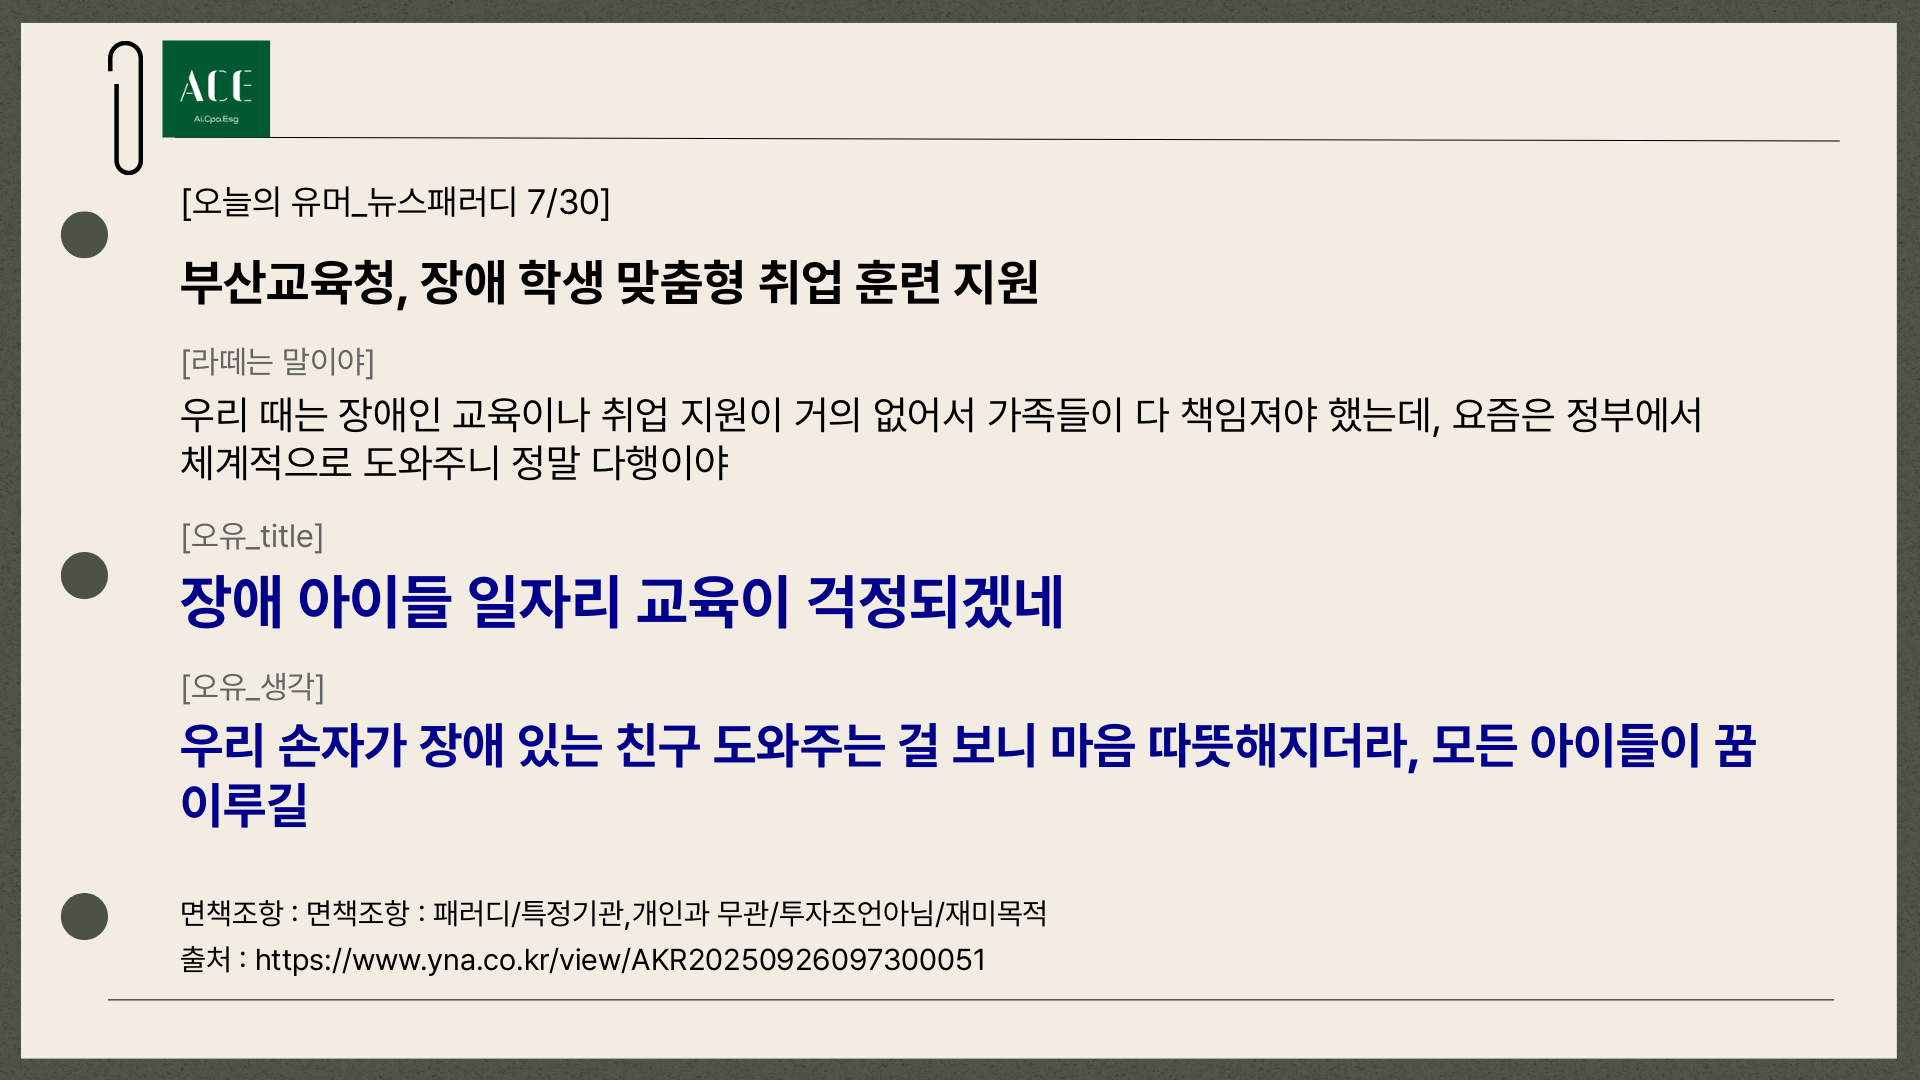 ACE
Ai.Cpa.Esg
[오늘의 유머_뉴스패러디 7/30]
부산교육청, 장애 학생 맞춤형 취업 훈련 지원
[라떼는 말이야]
우리 때는 장애인 교육이나 취업 지원이 거의 없어서 가족들이 다 책임져야 했는데, 요즘은 정부에서
체계적으로 도와주니 정말 다행이야
[오유_title]
장애 아이들 일자리 교육이 걱정되겠네
[오유_생각]
우리 손자가 장애 있는 친구 도와주는 걸 보니 마음 따뜻해지더라, 모든 아이들이 꿈
이루길
면책조항 : 면책조항 : 패러디/특정기관,개인과 무관/투자조언아님/재미목적
출처 : https://www.yna.co.kr/view/AKR20250926097300051